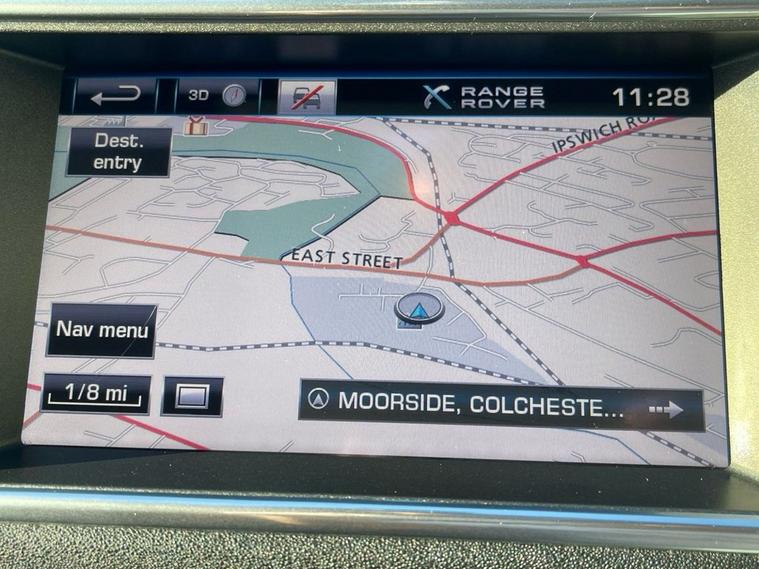 3D
RANGE
ROVER
11:28
Dest.
entry
IPSWICH RO
EAST STREET
Nav menu
1/8 mi
MOORSIDE, COLCHESTE...